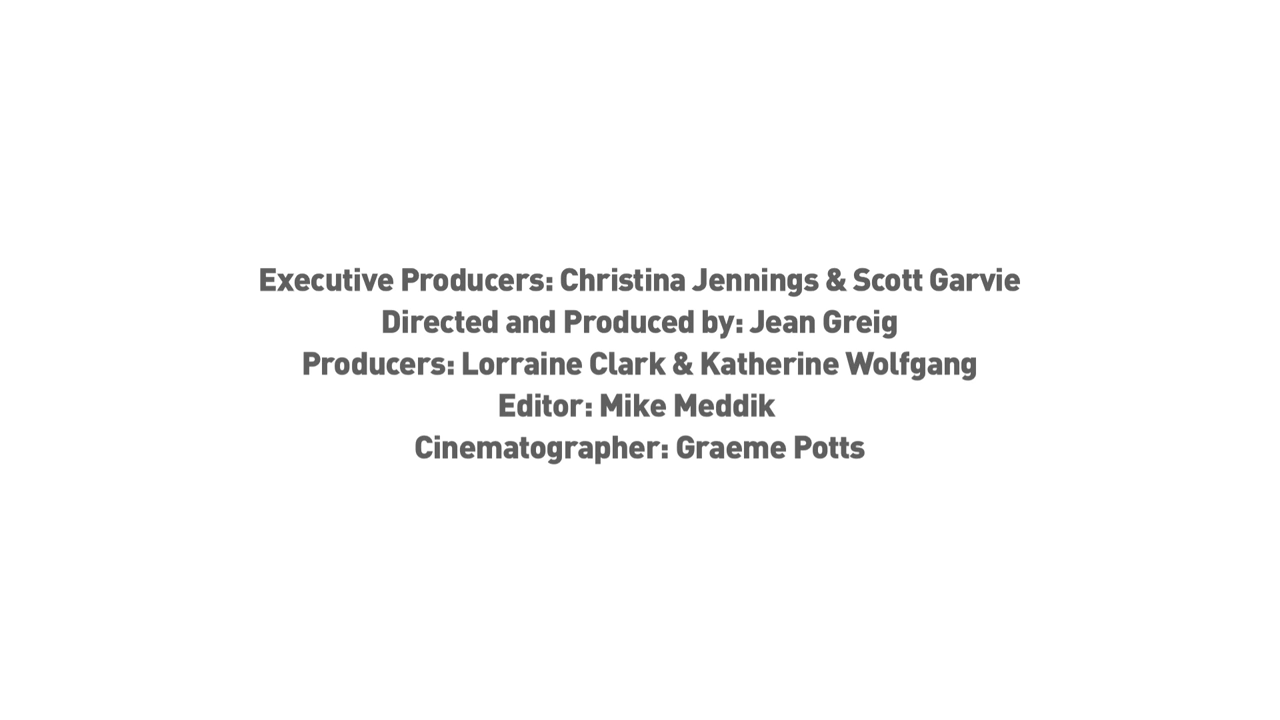 Executive Producers: Christina Jennings & Scott Garvie
Directed and Produced by: Jean Greig
Producers: Lorraine Clark & Katherine Wolfgang
Editor: Mike Meddik
Cinematographer: Graeme Potts